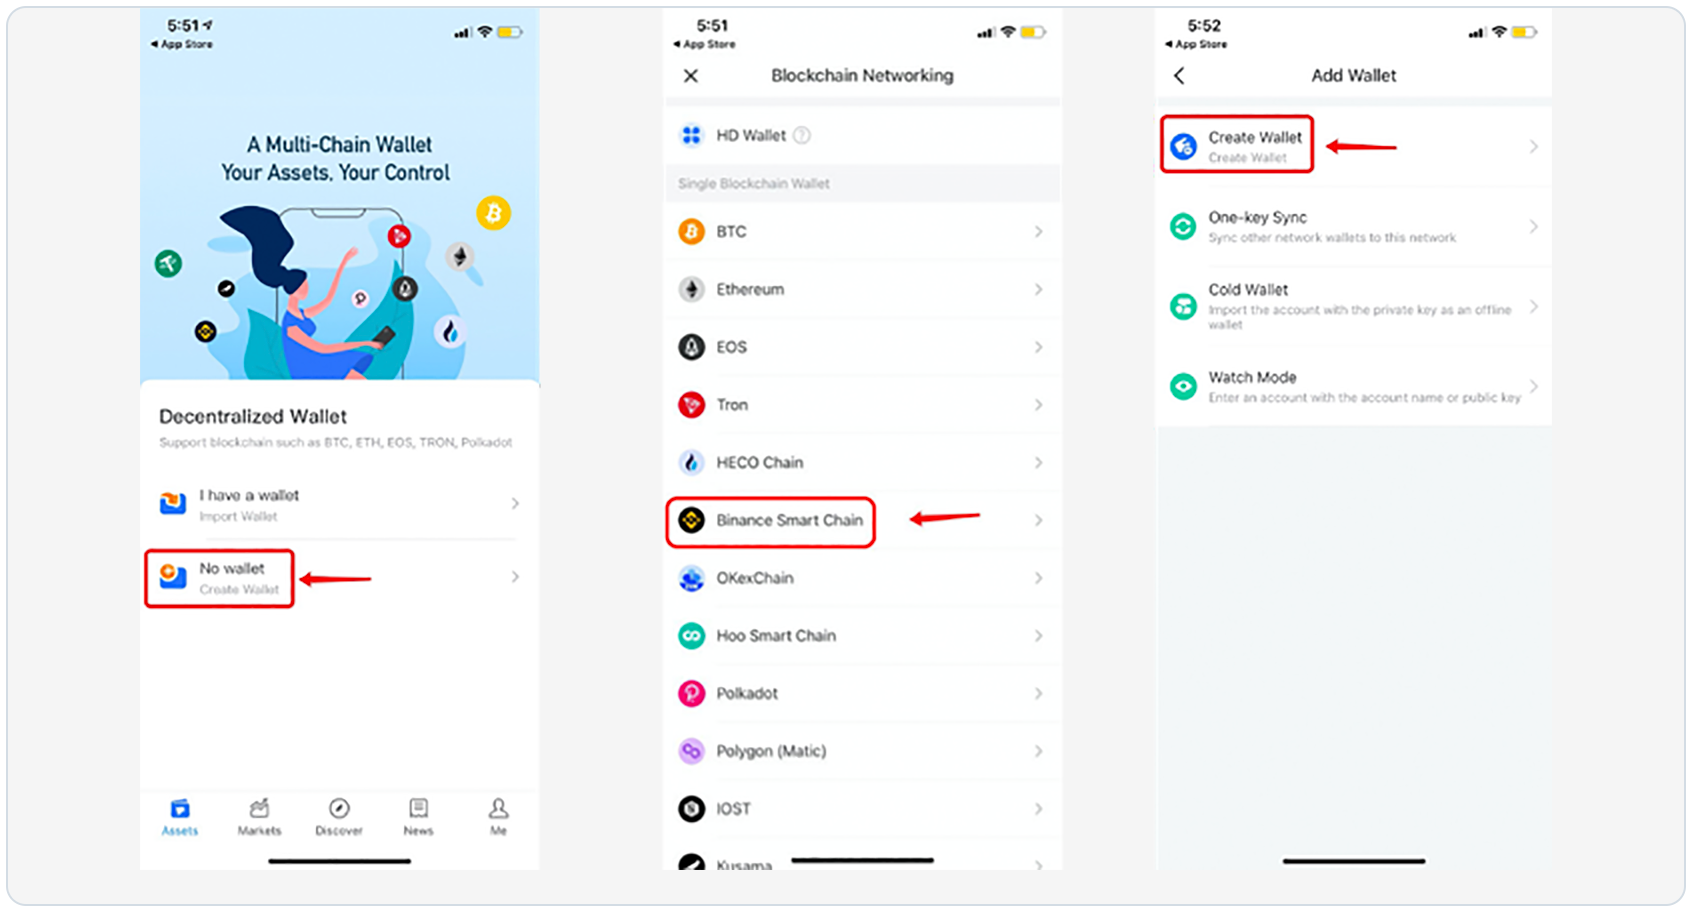 5:51
App Store
A Multi-Chain Wallet
Your Assets, Your Control
Decentralized Wallet
Support blockchain such as BTC, ETH, EOS, TRON, Polkadot
I have a wallet
Import Wallet
No wallet
Create Wallet
Assets
Markets
Discover
News
Me
5:51
App Store
Blockchain Networking
HD Wallet
Single Blockchain Wallet
BTC
Ethereum
EOS
Tron
HECO Chain
Binance Smart Chain
OKexChain
Hoo Smart Chain
Polkadot
Polygon (Matic)
IOST
Kusama
5:52
App Store
Add Wallet
Create Wallet
Create Wallet
One-key Sync
Sync other network wallets to this network
Cold Wallet
Import the account with the private key as an offline
wallet
Watch Mode
Enter an account with the account name or public key